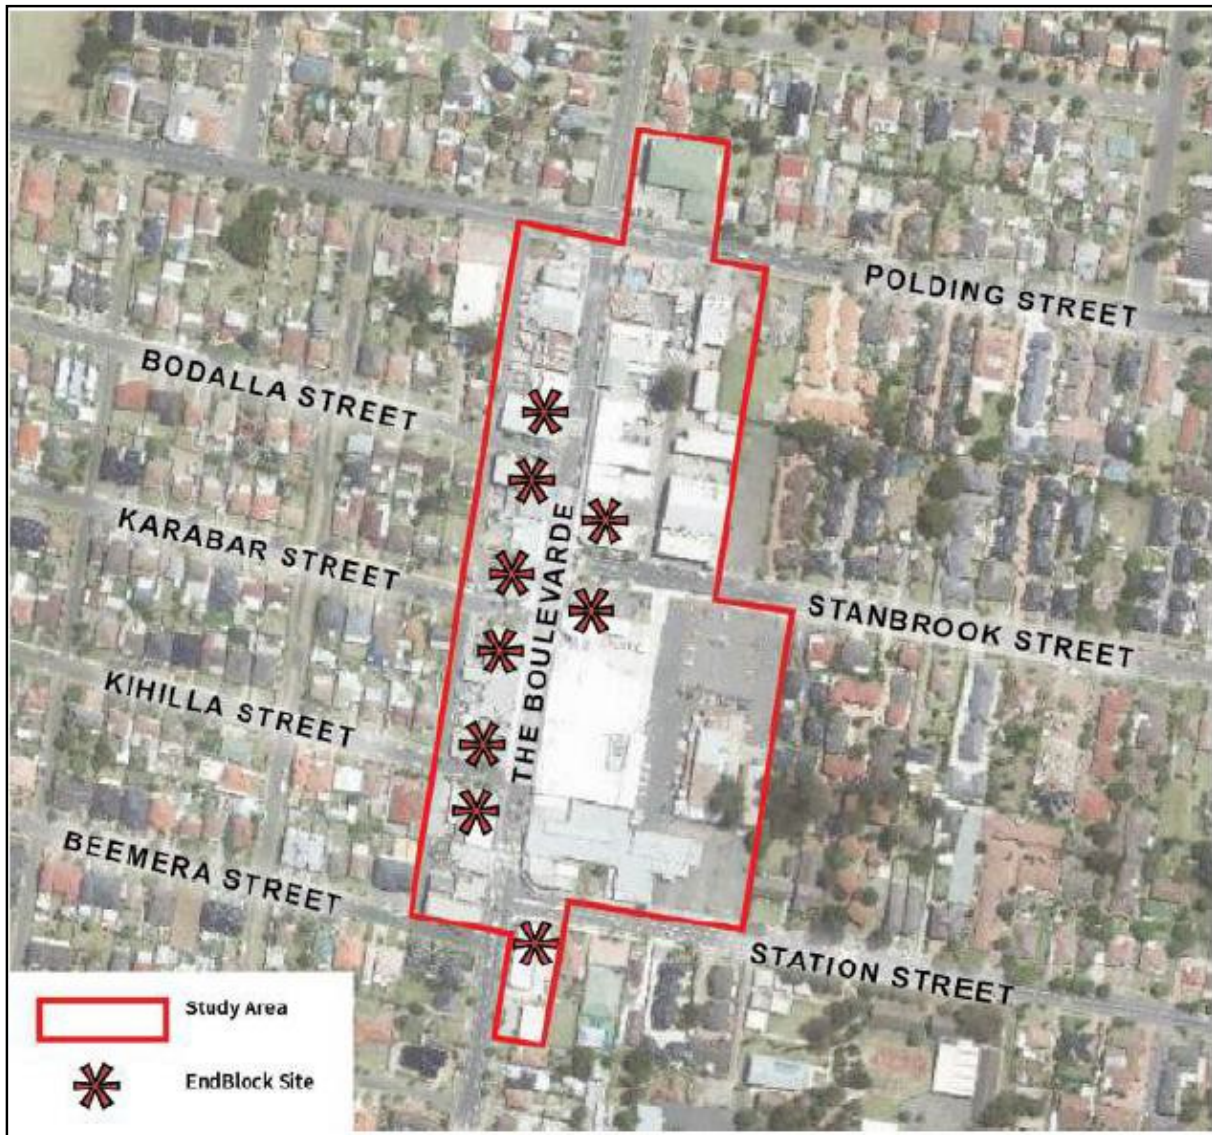 POLDING STREET
BODALLA STREET
KARABAR STREET
THE BOULEVARDE
STANBROOK STREET
KIHILLA STREET
BEEMERA STREET
STATION STREET
Study Area
EndBlock Site